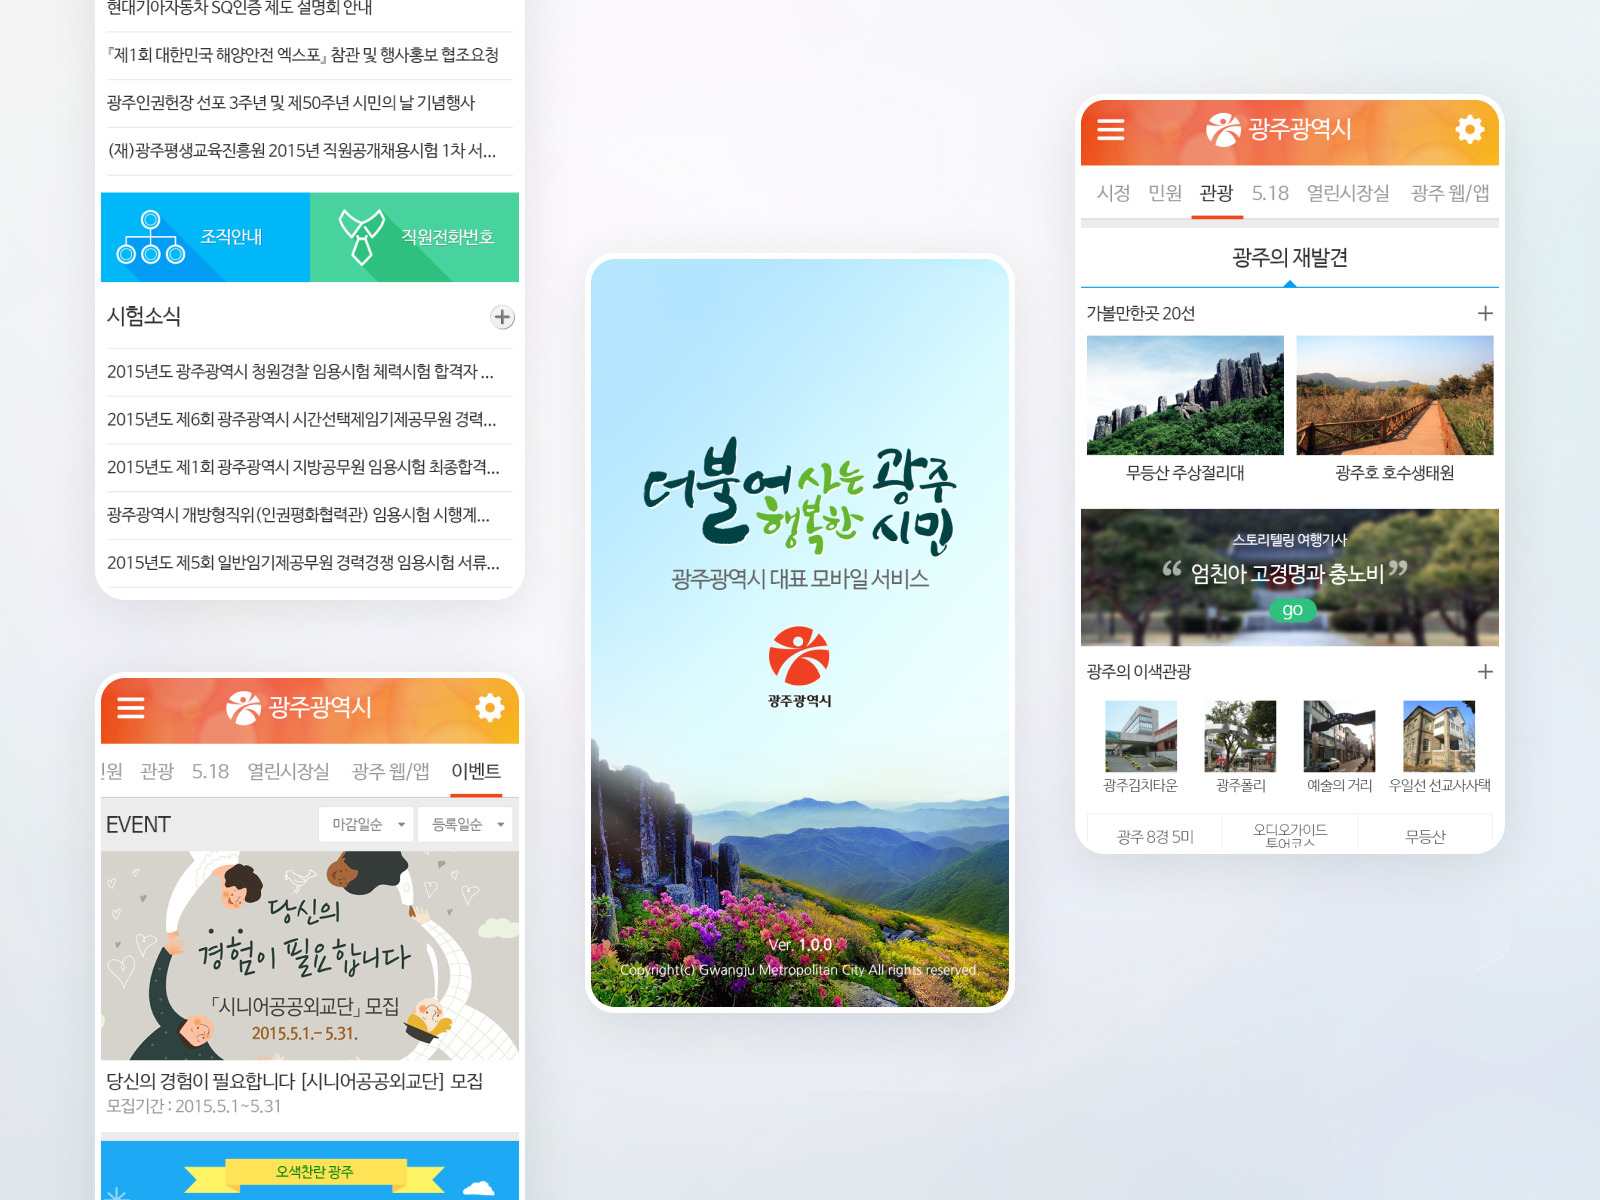 현대기아자동차 SQ인증 제도 설명회 안내
『제1회 대한민국 해양안전 엑스포』 참관 및 행사홍보 협조요청
광주인권헌장 선포 3주년 및 제50주년 시민의 날 기념행사
(재)광주평생교육진흥원 2015년 직원공개채용시험 1차 서...
조직안내
직원전화번호
시험소식
2015년도 광주광역시 청원경찰 임용시험 체력시험 합격자 ...
2015년도 제6회 광주광역시 시간선택제임기제공무원 경력...
2015년도 제1회 광주광역시 지방공무원 임용시험 최종합격...
광주광역시 개방형직위(인권평화협력관) 임용시험 시행계...
2015년도 제5회 일반임기제공무원 경력경쟁 임용시험 서류...
광주광역시
민원 관광 5.18 열린시장실 광주 웹/앱 이벤트
EVENT
마감일순
등록일순
당신의
경험이 필요합니다
「시니어공공외교단」 모집
2015.5.1.- 5.31.
당신의 경험이 필요합니다 [시니어공공외교단] 모집
모집기간 : 2015.5.1~5.31
오색찬란 광주
더불어 사는 광주
행복한 시민
광주광역시 대표 모바일 서비스
광주광역시
Ver. 1.0.0
Copyright(c) Gwangju Metropolitan City All rights reserved.
광주광역시
시정 민원 관광 5.18 열린시장실 광주 웹/앱
광주의 재발견
가볼만한곳 20선
무등산 주상절리대
광주호 호수생태원
스토리텔링 여행기사
“ 엄친아 고경명과 충노비 ”
go
광주의 이색관광
광주김치타운
광주폴리
예술의 거리
우일선 선교사사택
광주 8경 5미
오디오가이드
투어코스
무등산